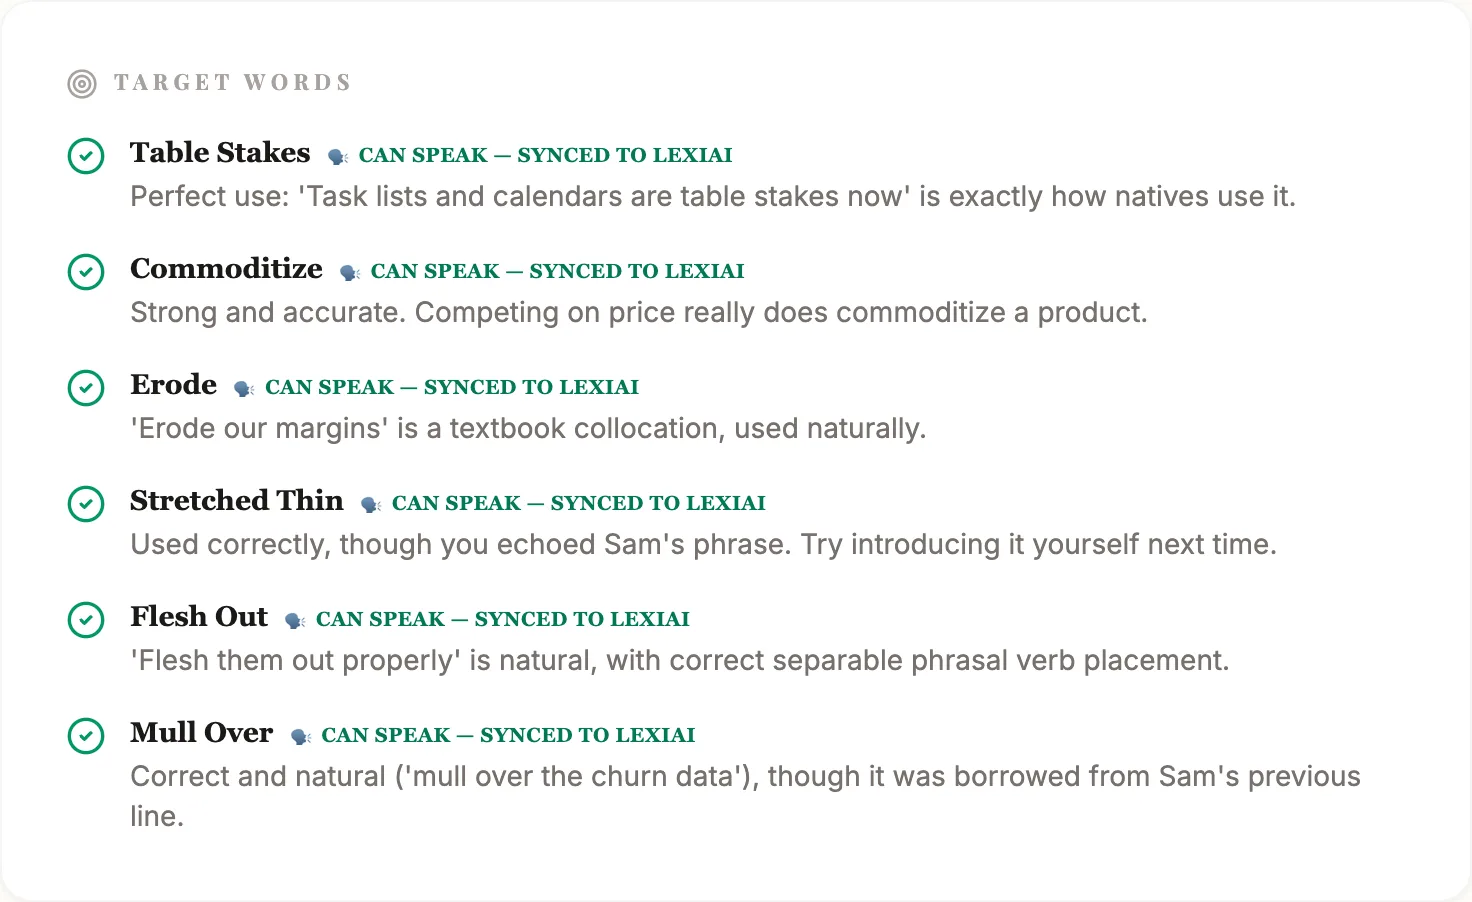 TARGET WORDS
Table Stakes CAN SPEAK — SYNCED TO LEXIAI
Perfect use: 'Task lists and calendars are table stakes now' is exactly how natives use it.
Commoditize CAN SPEAK — SYNCED TO LEXIAI
Strong and accurate. Competing on price really does commoditize a product.
Erode CAN SPEAK — SYNCED TO LEXIAI
'Erode our margins' is a textbook collocation, used naturally.
Stretched Thin CAN SPEAK — SYNCED TO LEXIAI
Used correctly, though you echoed Sam's phrase. Try introducing it yourself next time.
Flesh Out CAN SPEAK — SYNCED TO LEXIAI
'Flesh them out properly' is natural, with correct separable phrasal verb placement.
Mull Over CAN SPEAK — SYNCED TO LEXIAI
Correct and natural ('mull over the churn data'), though it was borrowed from Sam's previous
line.